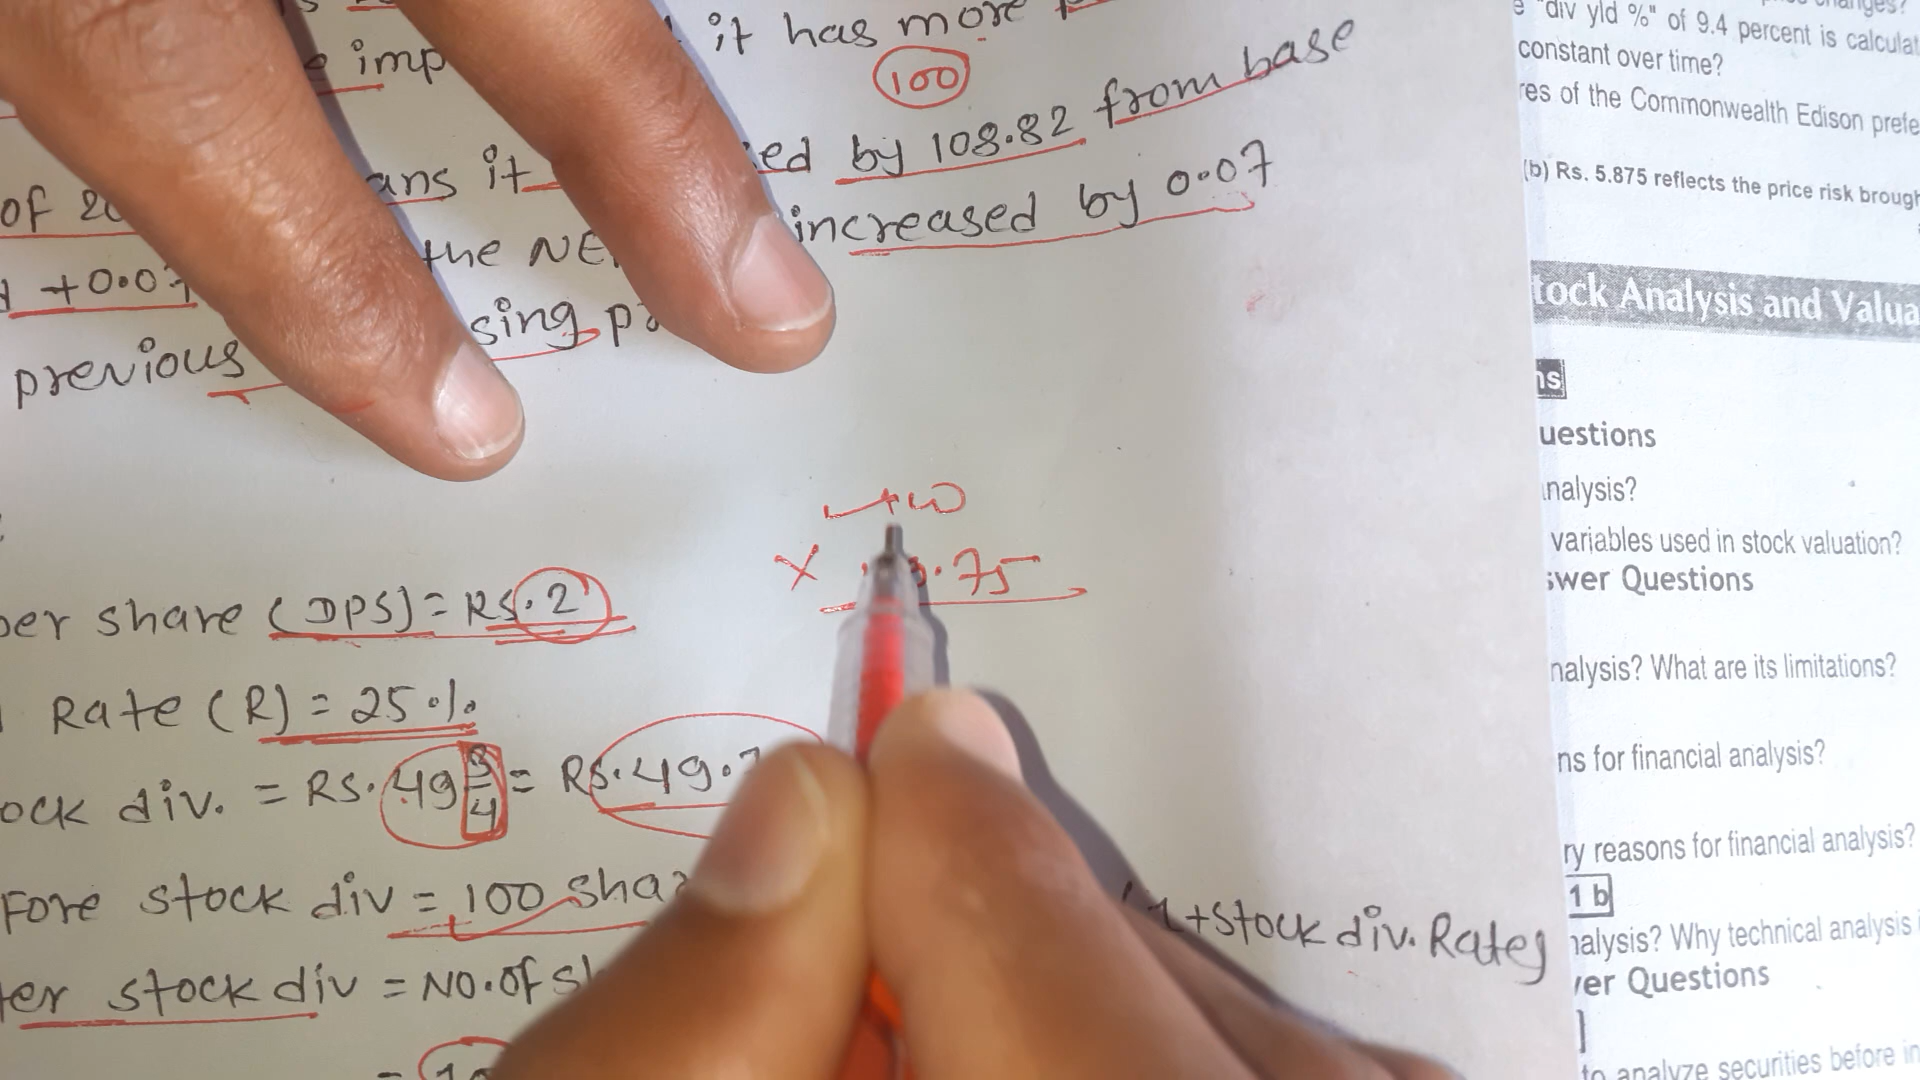 it has more
imp
100
ans it ed by 108.82 from base
of
the NE increased by 0.07
+0.07
previous sing
X .75
per share (DPS) = Rs. 2
Rate (R) = 25%
ock div. = Rs. 49 3/4 = Rs. 49.
Fore stock div = 100 sha
ter stock div = NO. OF 1+stock div. Rate}
=
"div yld %" of 9.4 percent is calculat
constant over time?
res of the Commonwealth Edison prefe
(b) Rs. 5.875 reflects the price risk brough
tock Analysis and Valua
ns
uestions
nalysis?
variables used in stock valuation?
swer Questions
nalysis? What are its limitations?
ns for financial analysis?
ry reasons for financial analysis?
1 b
nalysis? Why technical analysis i
er Questions
]
to analyze securities before in